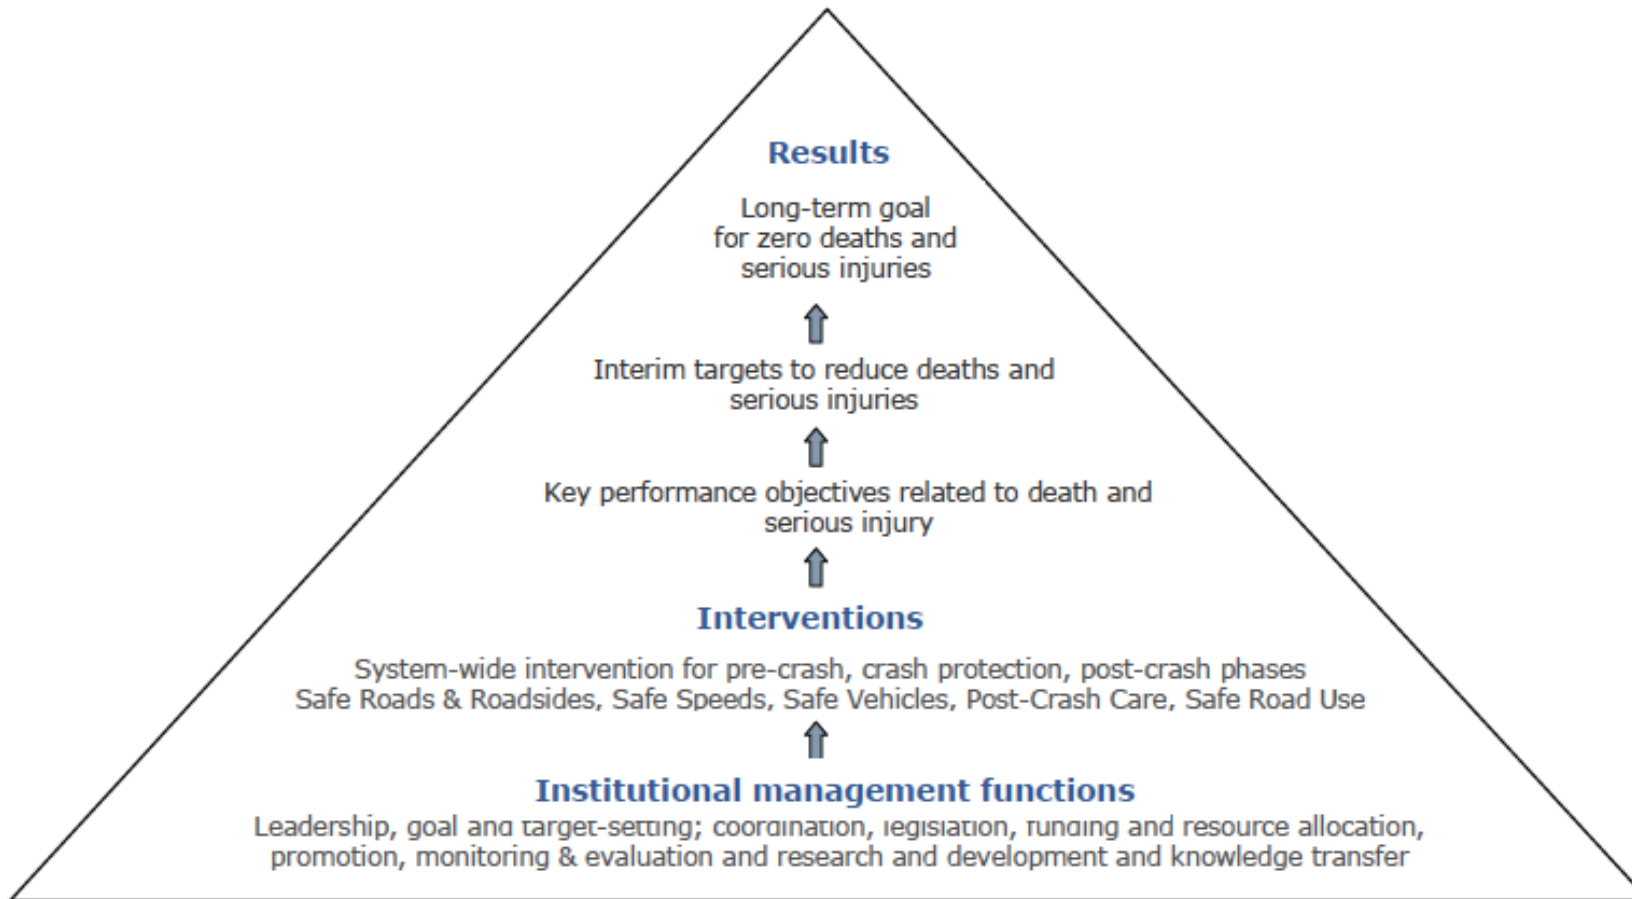 Results
Long-term goal
for zero deaths and
serious injuries
Interim targets to reduce deaths and
serious injuries
Key performance objectives related to death and
serious injury
Interventions
System-wide intervention for pre-crash, crash protection, post-crash phases
Safe Roads & Roadsides, Safe Speeds, Safe Vehicles, Post-Crash Care, Safe Road Use
Institutional management functions
Leadership, goal and target-setting; coordination, legislation, funding and resource allocation,
promotion, monitoring & evaluation and research and development and knowledge transfer